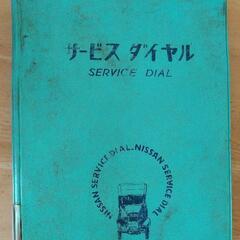 サービス ダイヤル
SERVICE DIAL
NISSAN SERVICE DIAL. NISSAN SERVICE DIAL